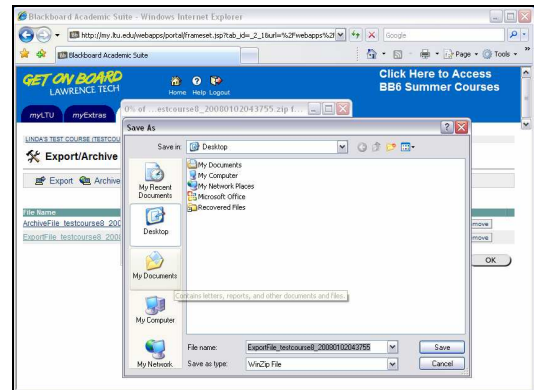 Blackboard Academic Suite - Windows Internet Explorer
http://my.ltu.edu/webapps/portal/frameset.jsp?tab_id=_2_1&url=%2Fwebapps%2f
Google
Blackboard Academic Suite
Page
Tools
GET ON BOARD
LAWRENCE TECH
Home Help Logout
Click Here to Access
BB6 Summer Courses
myLTU
myExtras
0% of ...estcourse8_20080102043755.zip f...
Save As
LINDA'S TEST COURSE (TESTCOU
Save in:
Desktop
Export/Archive
My Documents
My Computer
My Network Places
Microsoft Office
Recovered Files
My Recent
Documents
Export
Archive
File Name
ArchiveFile_testcourse8_200
move
Desktop
ExportFile_testcourse8_200
move
OK
My Documents
Contains letters, reports, and other documents and files.
My Computer
File name:
ExportFile_testcourse8_20080102043755
Save
My Network
Save as type:
WinZip File
Cancel